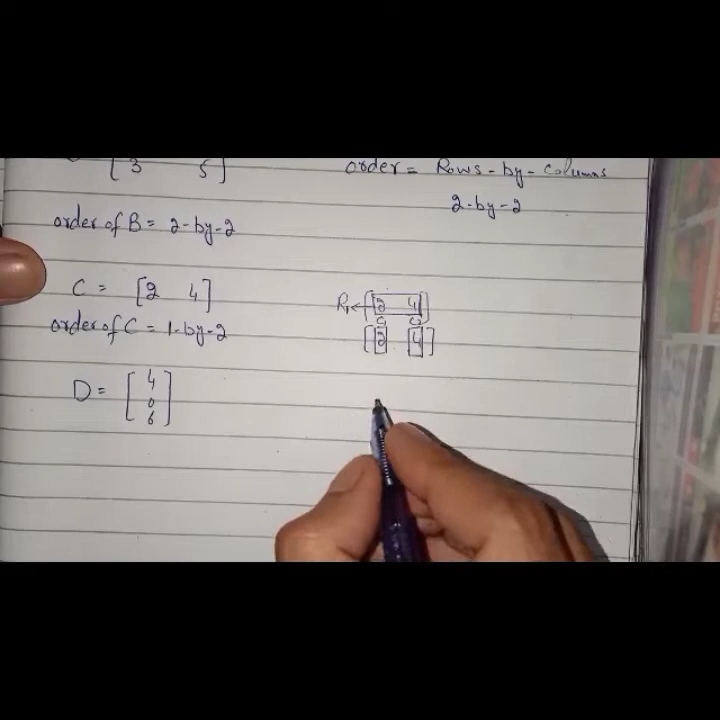 [ 3 5 ]
order of B = 2-by-2
C = [2 4]
order of C = 1-by-2
D = [4
0
6]
order = Rows-by-columns
2-by-2
R₁← [2 4]
[2 4]